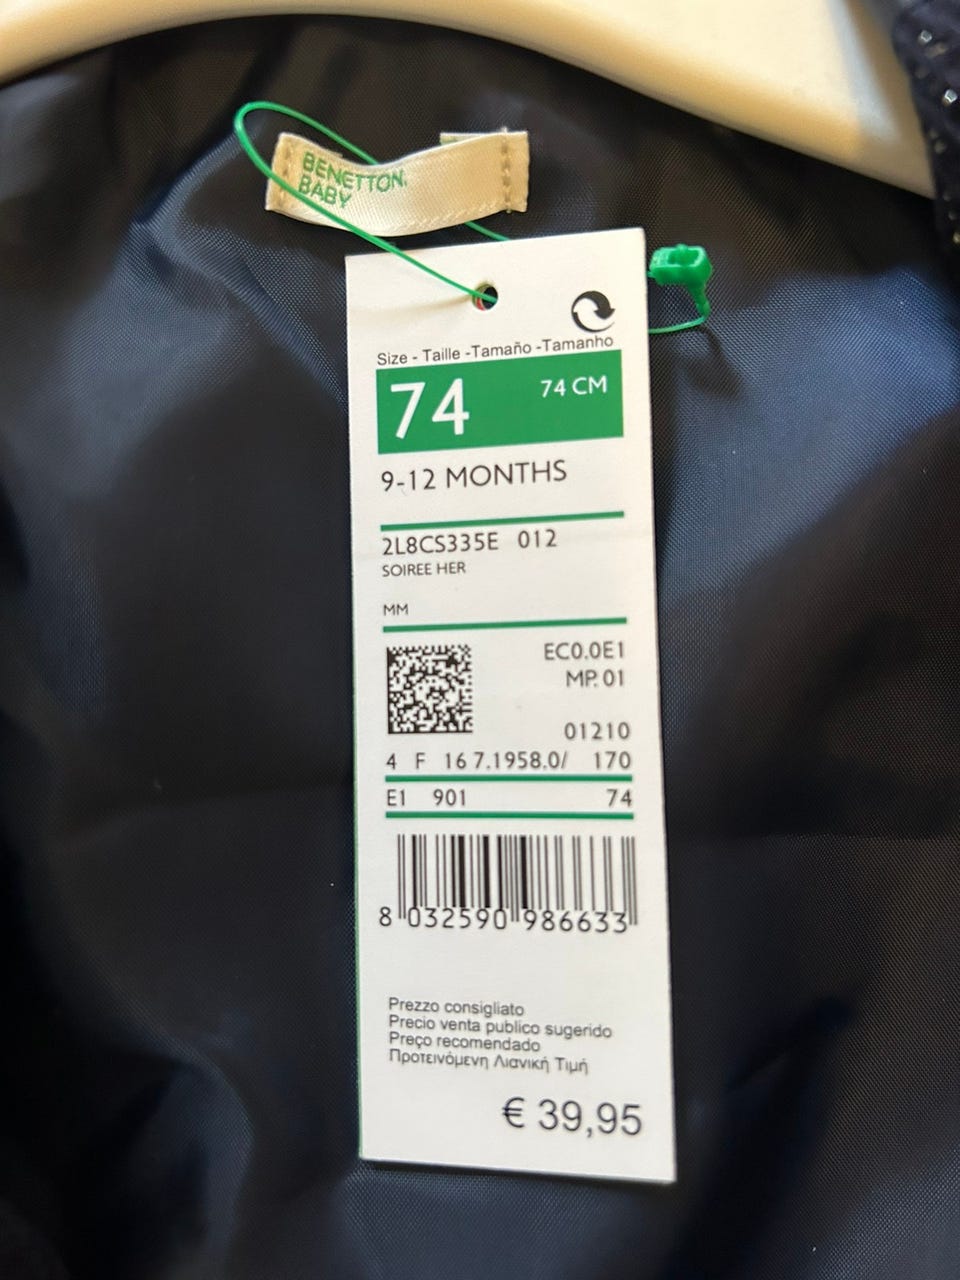 BENETTON
BABY
Size - Taille -Tamaño -Tamanho
74 74 CM
9-12 MONTHS
2L8CS335E 012
SOIREE HER
MM
EC0.0E1
MP. 01
01210
4 F 16 7.1958.0/ 170
E1 901 74
8 032590 986633
Prezzo consigliato
Precio venta publico sugerido
Preço recomendado
Προτεινόμενη Λιανική Τιμή
€ 39,95